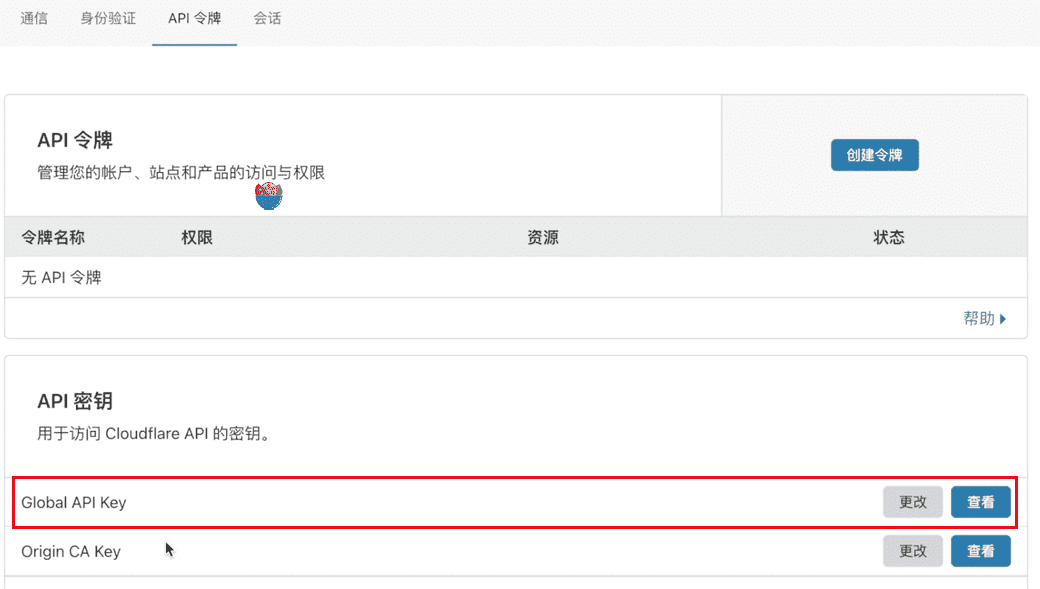 通信 身份验证 API 令牌 会话
API 令牌
管理您的帐户、站点和产品的访问与权限
创建令牌
令牌名称 权限 资源 状态
无 API 令牌
帮助
API 密钥
用于访问 Cloudflare API 的密钥。
Global API Key 更改 查看
Origin CA Key 更改 查看